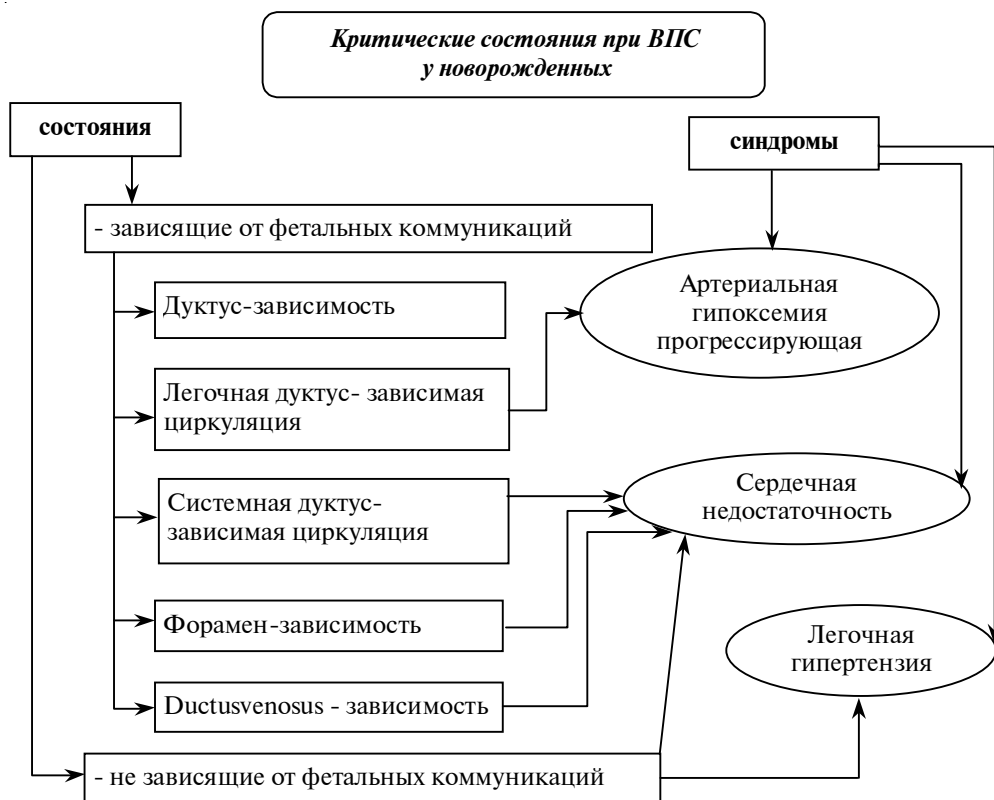 Критические состояния при ВПС
у новорожденных
состояния
синдромы
- зависящие от фетальных коммуникаций
Дуктус-зависимость
Артериальная
гипоксемия
прогрессирующая
Легочная дуктус- зависимая
циркуляция
Системная дуктус-
зависимая циркуляция
Сердечная
недостаточность
Форамен-зависимость
Легочная
гипертензия
Ductusvenosus - зависимость
- не зависящие от фетальных коммуникаций